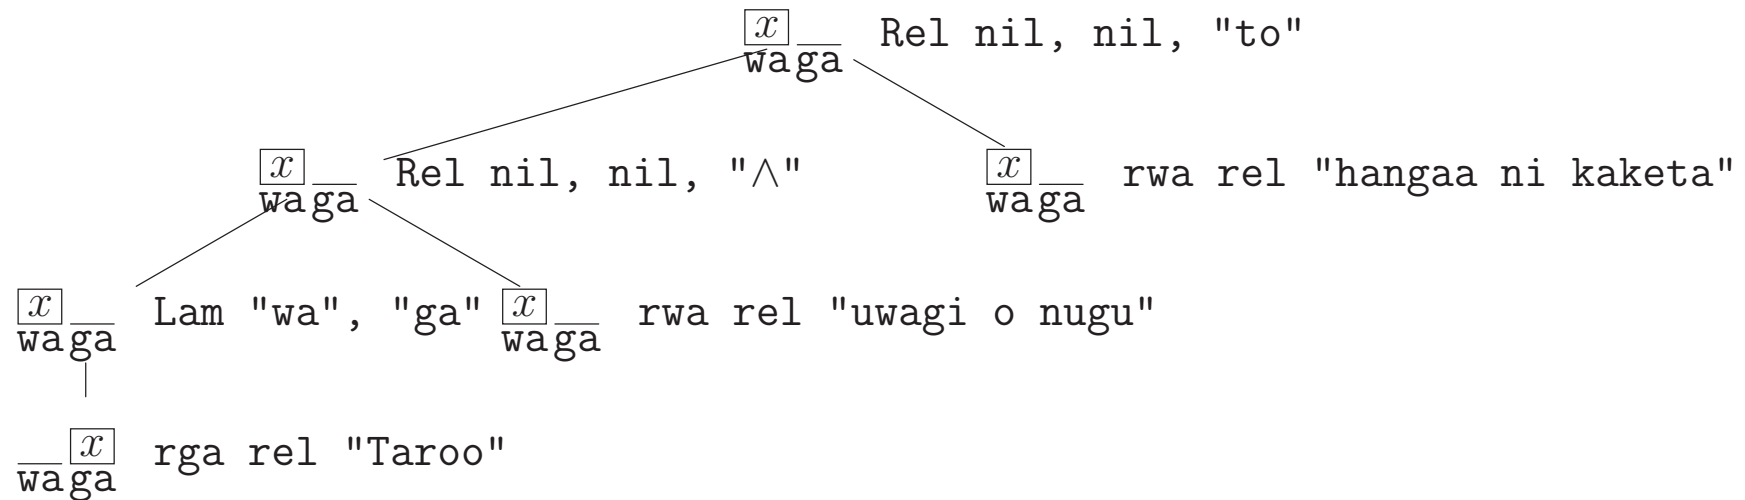 x Rel nil, nil, "to"
wa ga
x Rel nil, nil, "∧" x rwa rel "hangaa ni kaketa"
wa ga wa ga
x Lam "wa", "ga" x rwa rel "uwagi o nugu"
wa ga wa ga
x rga rel "Taroo"
wa ga